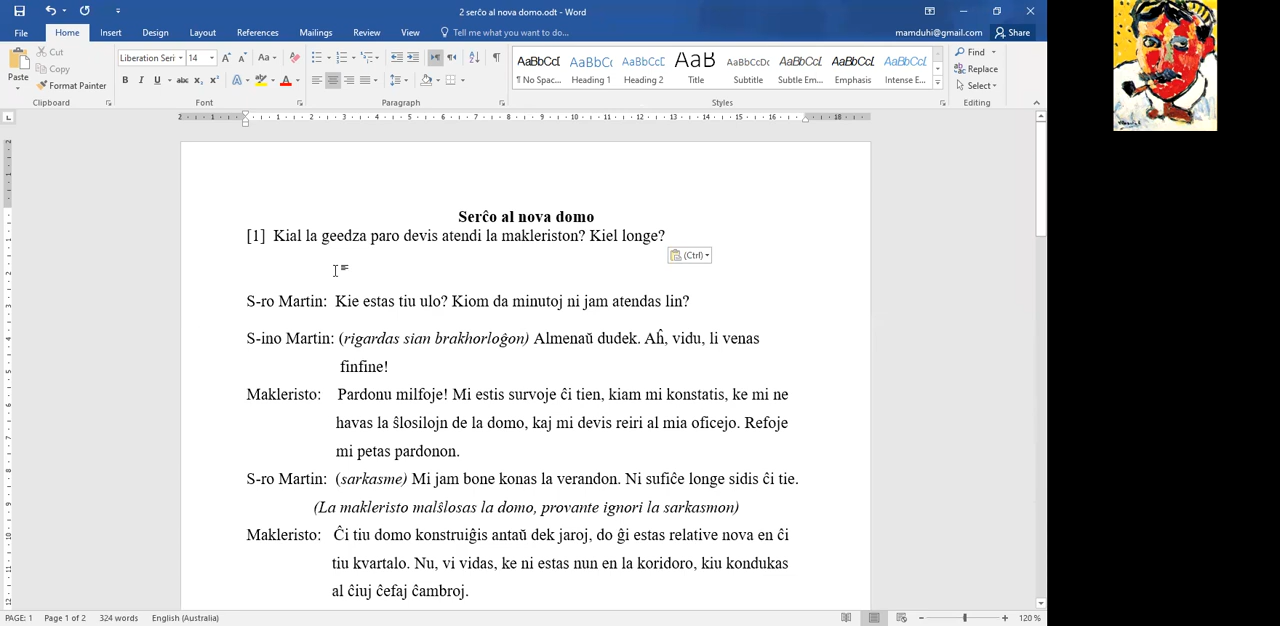 2 serĉo al nova domo.odt - Word
File Home Insert Design Layout References Mailings Review View Tell me what you want to do... mamduhi@gmail.com Share
Paste Cut Copy Format Painter
Liberation Seri 14
AaBbCcDdE AaBbCc AaBbCcD AaB AaBbCcD AaBbCcL AaBbCcL AaBbCcL
¶ No Spac... Heading 1 Heading 2 Title Subtitle Subtle Em... Emphasis Intense E...
Find Replace Select
Clipboard Font Paragraph Styles Editing
Serĉo al nova domo
[1] Kial la geedza paro devis atendi la makleriston? Kiel longe?
(Ctrl)
S-ro Martin: Kie estas tiu ulo? Kiom da minutoj ni jam atendas lin?
S-ino Martin: (rigardas sian brakhorloĝon) Almenaŭ dudek. Aĥ, vidu, li venas
finfine!
Makleristo: Pardonu milfoje! Mi estis survoje ĉi tien, kiam mi konstatis, ke mi ne
havas la ŝlosilojn de la domo, kaj mi devis reiri al mia oficejo. Refoje
mi petas pardonon.
S-ro Martin: (sarkasme) Mi jam bone konas la verandon. Ni sufiĉe longe sidis ĉi tie.
(La makleristo malŝlosas la domo, provante ignori la sarkasmon)
Makleristo: Ĉi tiu domo konstruiĝis antaŭ dek jaroj, do ĝi estas relative nova en ĉi
tiu kvartalo. Nu, vi vidas, ke ni estas nun en la koridoro, kiu kondukas
al ĉiuj ĉefaj ĉambroj.
PAGE: 1 Page 1 of 2 324 words English (Australia) 120 %